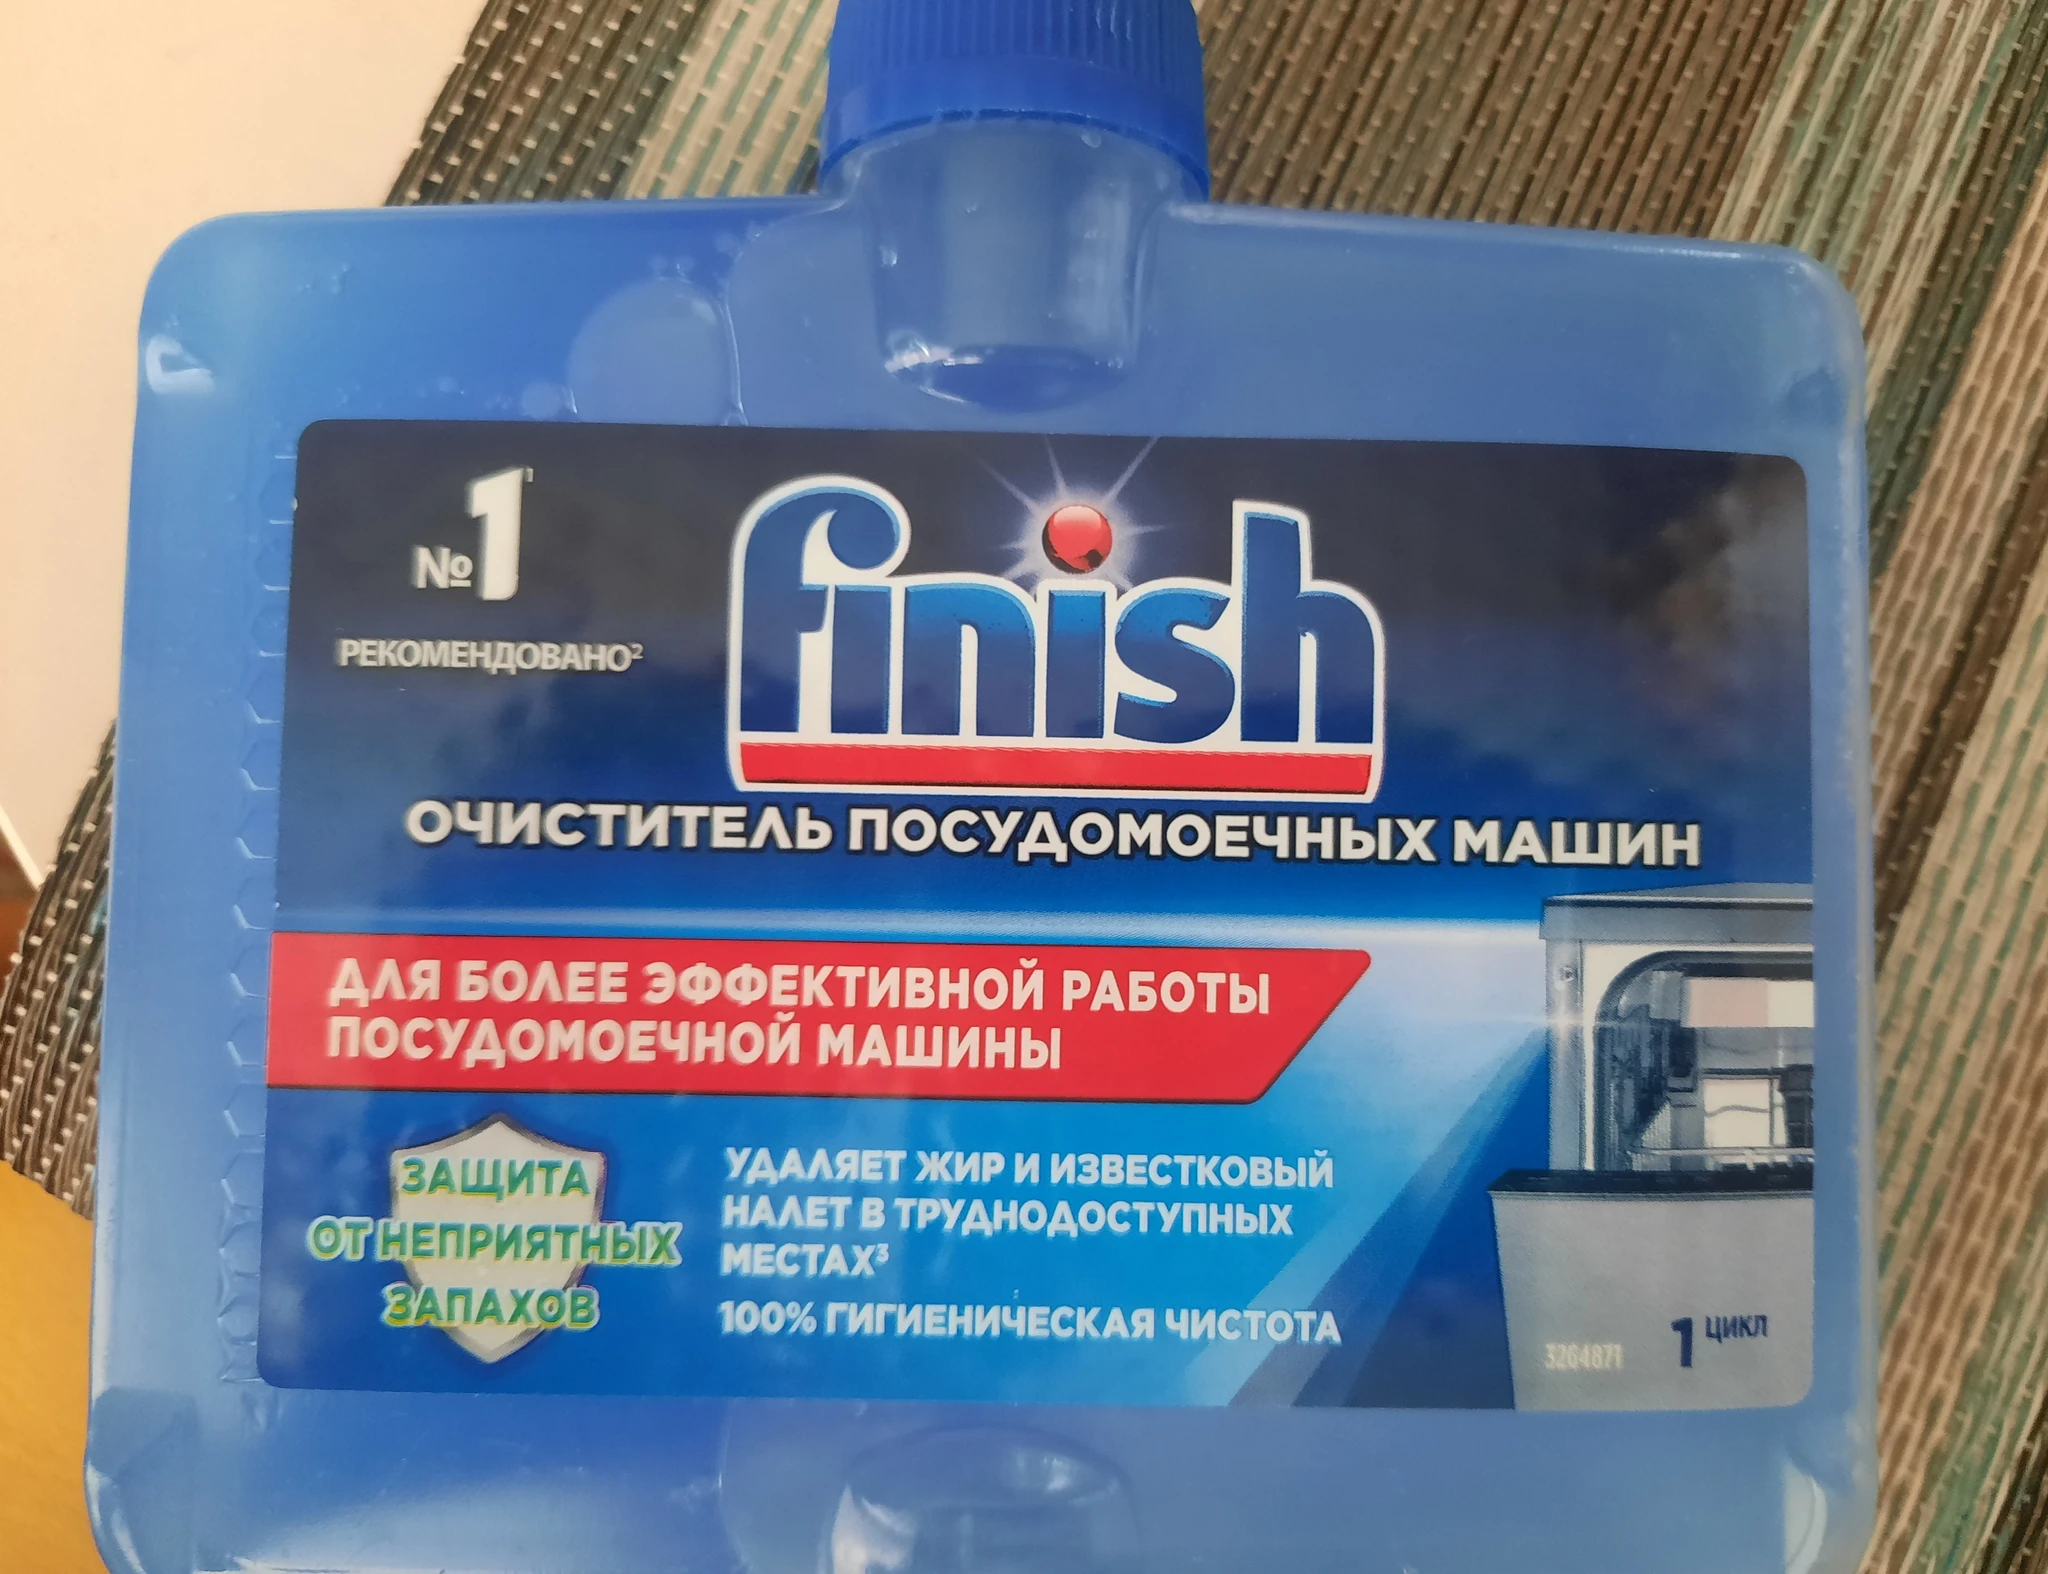 №1¹
РЕКОМЕНДОВАНО²
finish
ОЧИСТИТЕЛЬ ПОСУДОМОЕЧНЫХ МАШИН
ДЛЯ БОЛЕЕ ЭФФЕКТИВНОЙ РАБОТЫ
ПОСУДОМОЕЧНОЙ МАШИНЫ
ЗАЩИТА
ОТ НЕПРИЯТНЫХ
ЗАПАХОВ
УДАЛЯЕТ ЖИР И ИЗВЕСТКОВЫЙ
НАЛЕТ В ТРУДНОДОСТУПНЫХ
МЕСТАХ³
100% ГИГИЕНИЧЕСКАЯ ЧИСТОТА
3264871
1 ЦИКЛ